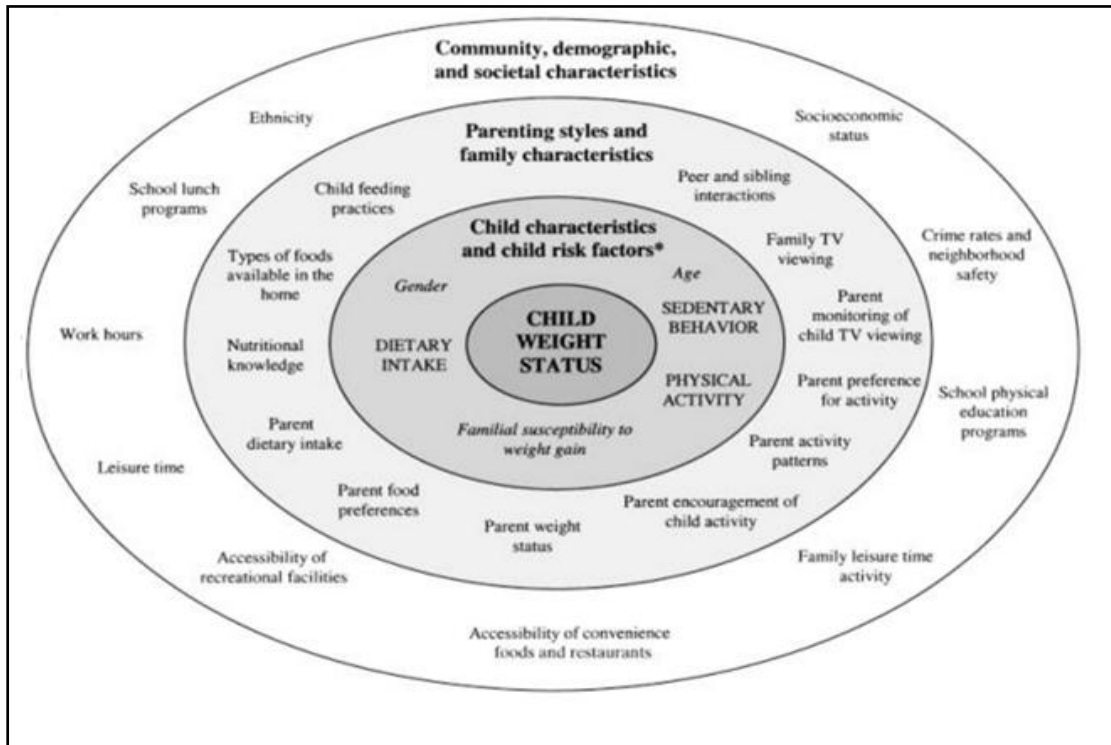 Community, demographic,
and societal characteristics
Ethnicity
Socioeconomic
status
Parenting styles and
family characteristics
School lunch
programs
Child feeding
practices
Peer and sibling
interactions
Child characteristics
and child risk factors*
Types of foods
available in the
home
Gender
Age
Family TV
viewing
Crime rates and
neighborhood
safety
Work hours
Nutritional
knowledge
DIETARY
INTAKE
CHILD
WEIGHT
STATUS
SEDENTARY
BEHAVIOR
Parent
monitoring of
child TV viewing
PHYSICAL
ACTIVITY
Parent preference
for activity
School physical
education
programs
Parent
dietary intake
Familial susceptibility to
weight gain
Parent activity
patterns
Leisure time
Parent food
preferences
Parent weight
status
Parent encouragement of
child activity
Accessibility of
recreational facilities
Family leisure time
activity
Accessibility of convenience
foods and restaurants